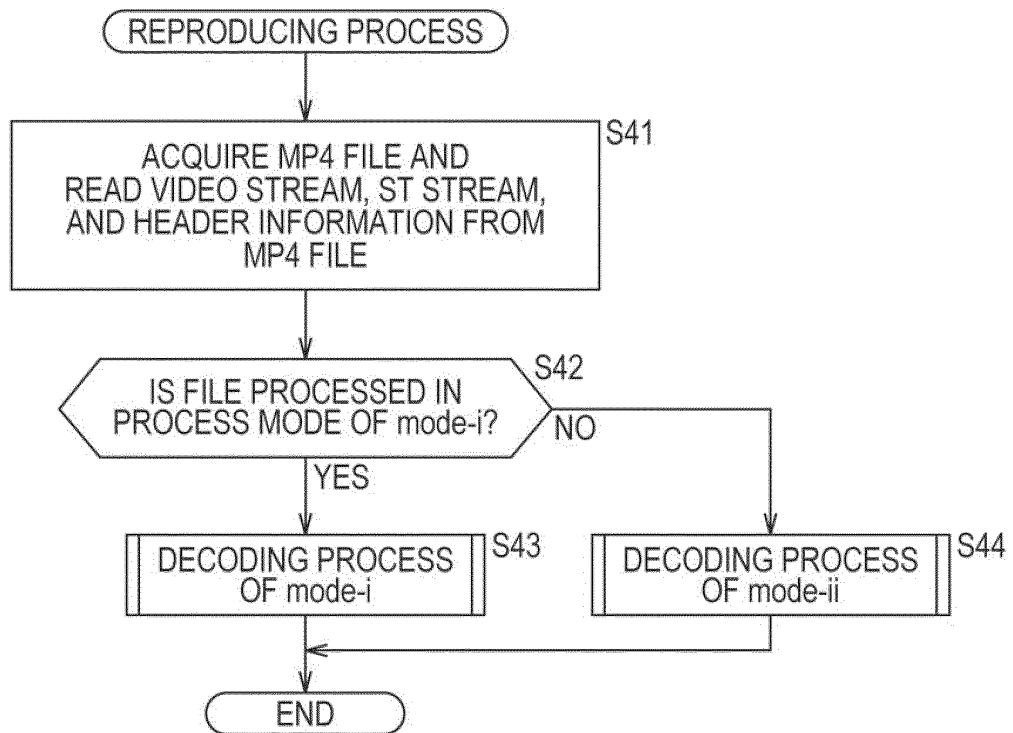 REPRODUCING PROCESS
S41
ACQUIRE MP4 FILE AND
READ VIDEO STREAM, ST STREAM,
AND HEADER INFORMATION FROM
MP4 FILE
S42
IS FILE PROCESSED IN
PROCESS MODE OF mode-i?
NO
YES
S43
DECODING PROCESS
OF mode-i
S44
DECODING PROCESS
OF mode-ii
END